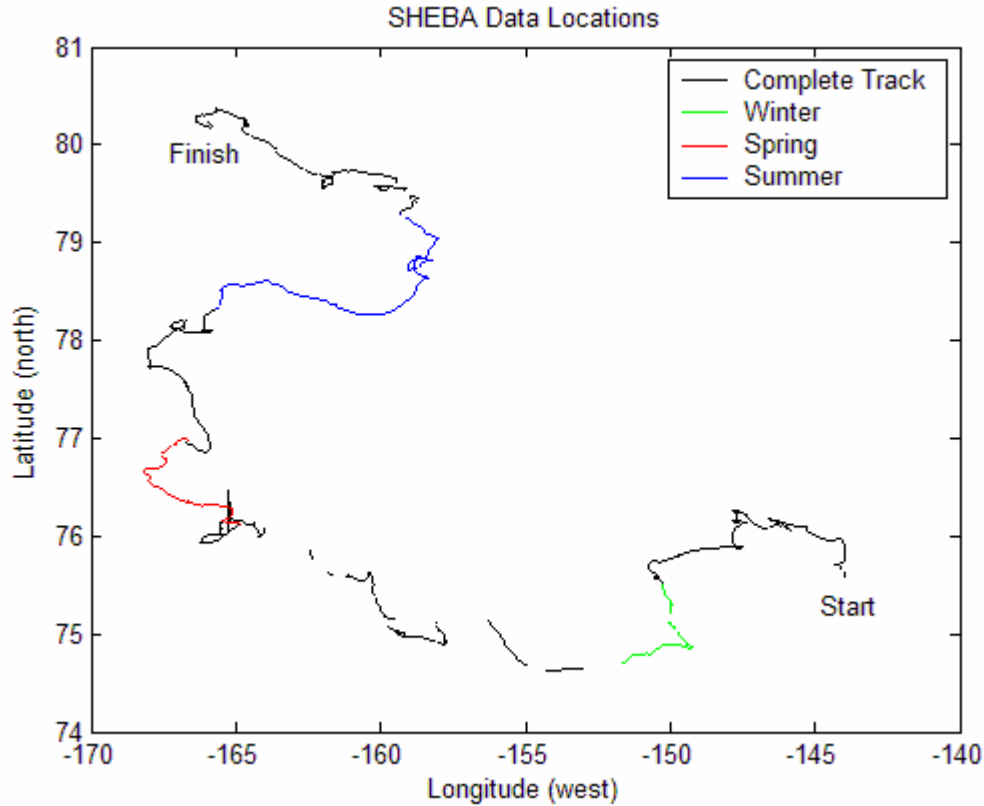 SHEBA Data Locations
81
80
79
78
77
76
75
74
Latitude (north)
Complete Track
Winter
Spring
Summer
Finish
Start
-170
-165
-160
-155
-150
-145
-140
Longitude (west)